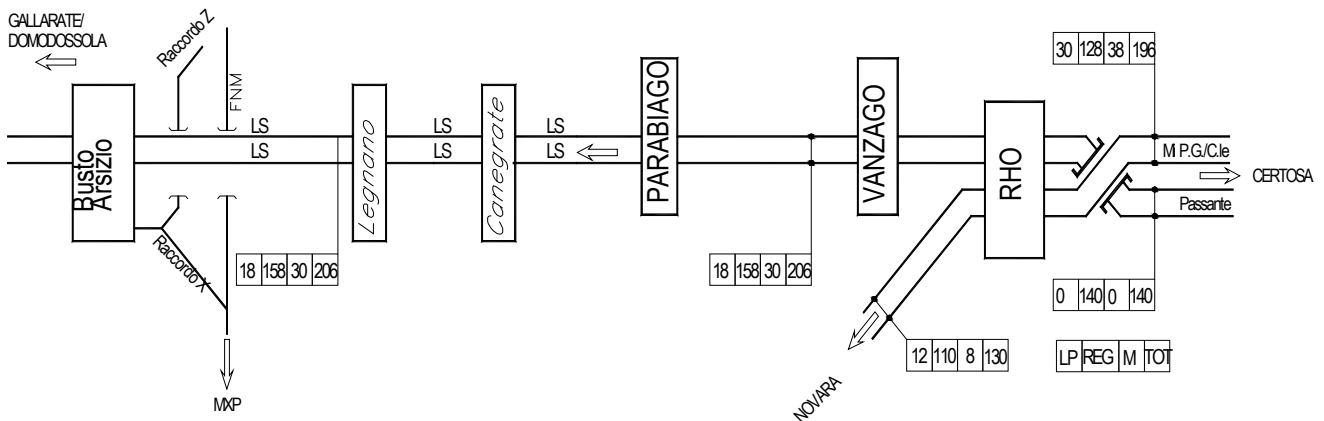 GALLARATE/
DOMODOSSOLA
Raccordo Z
FNM
30 128 38 196
Busto
Arsizio
LS
LS
Legnano
LS
LS
Canegrate
LS
LS
PARABIAGO
VANZAGO
RHO
MI P.G./C.le
CERTOSA
Passante
Raccordo X
18 158 30 206
18 158 30 206
0 140 0 140
12 110 8 130
LP REG M TOT
MXP
NOVARA